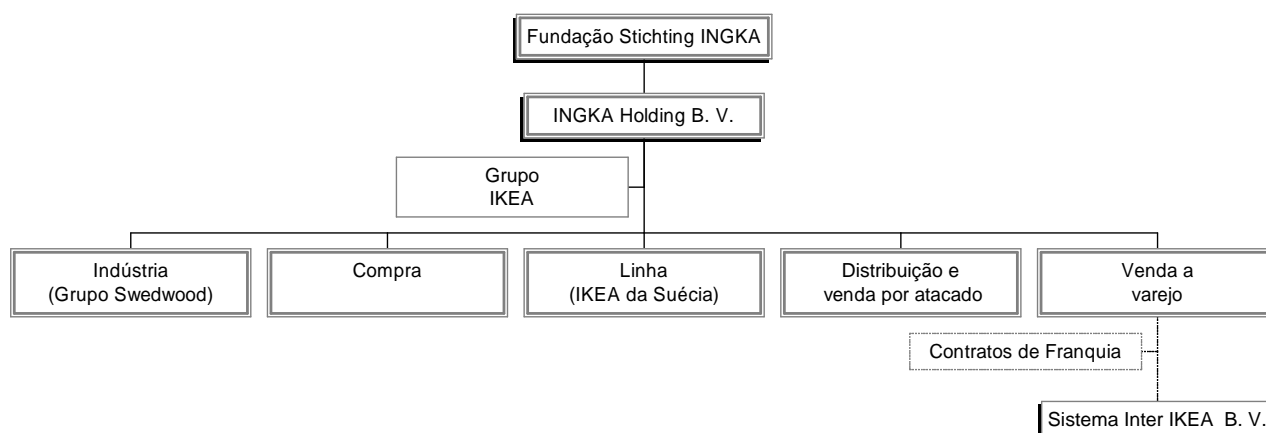 Fundação Stichting INGKA
INGKA Holding B. V.
Grupo
IKEA
Indústria
(Grupo Swedwood)
Compra
Linha
(IKEA da Suécia)
Distribuição e
venda por atacado
Venda a
varejo
Contratos de Franquia
Sistema Inter IKEA B. V.